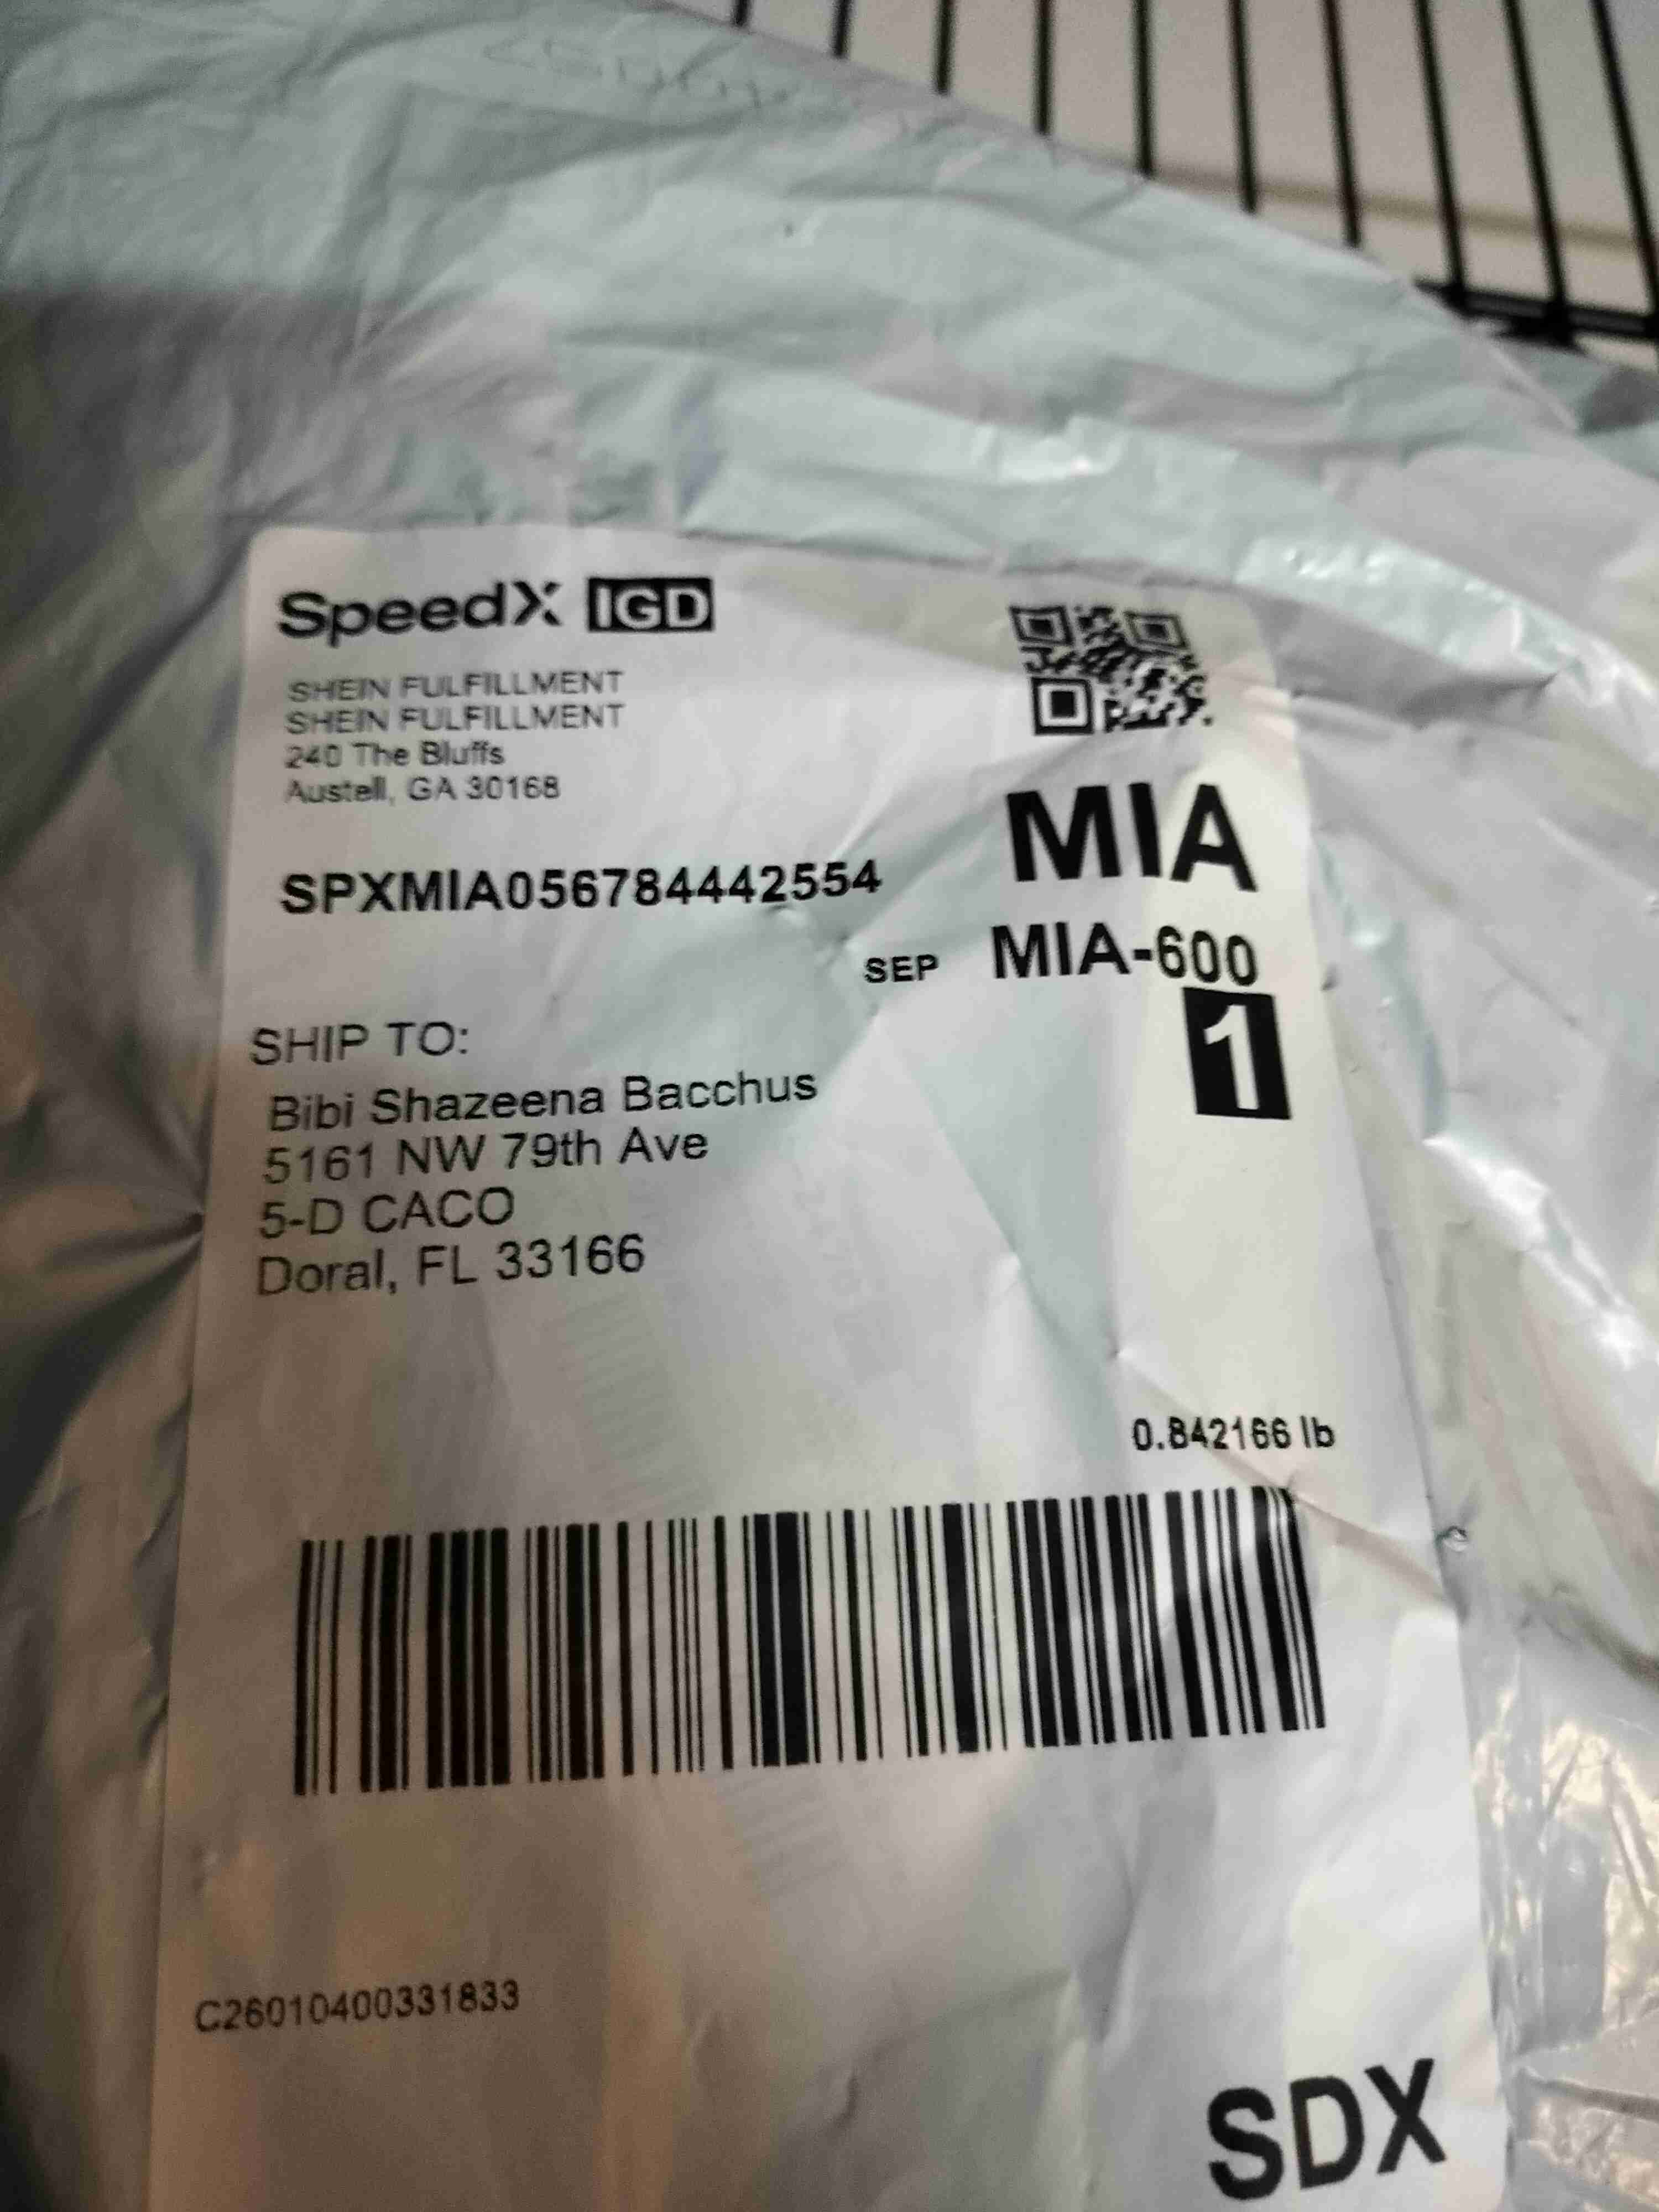 SpeedX IGD
SHEIN FULFILLMENT
SHEIN FULFILLMENT
240 The Bluffs
Austell, GA 30168
MIA
SPXMIA056784442554
SEP MIA-600
1
SHIP TO:
Bibi Shazeena Bacchus
5161 NW 79th Ave
5-D CACO
Doral, FL 33166
0.842166 lb
C26010400331833
SDX